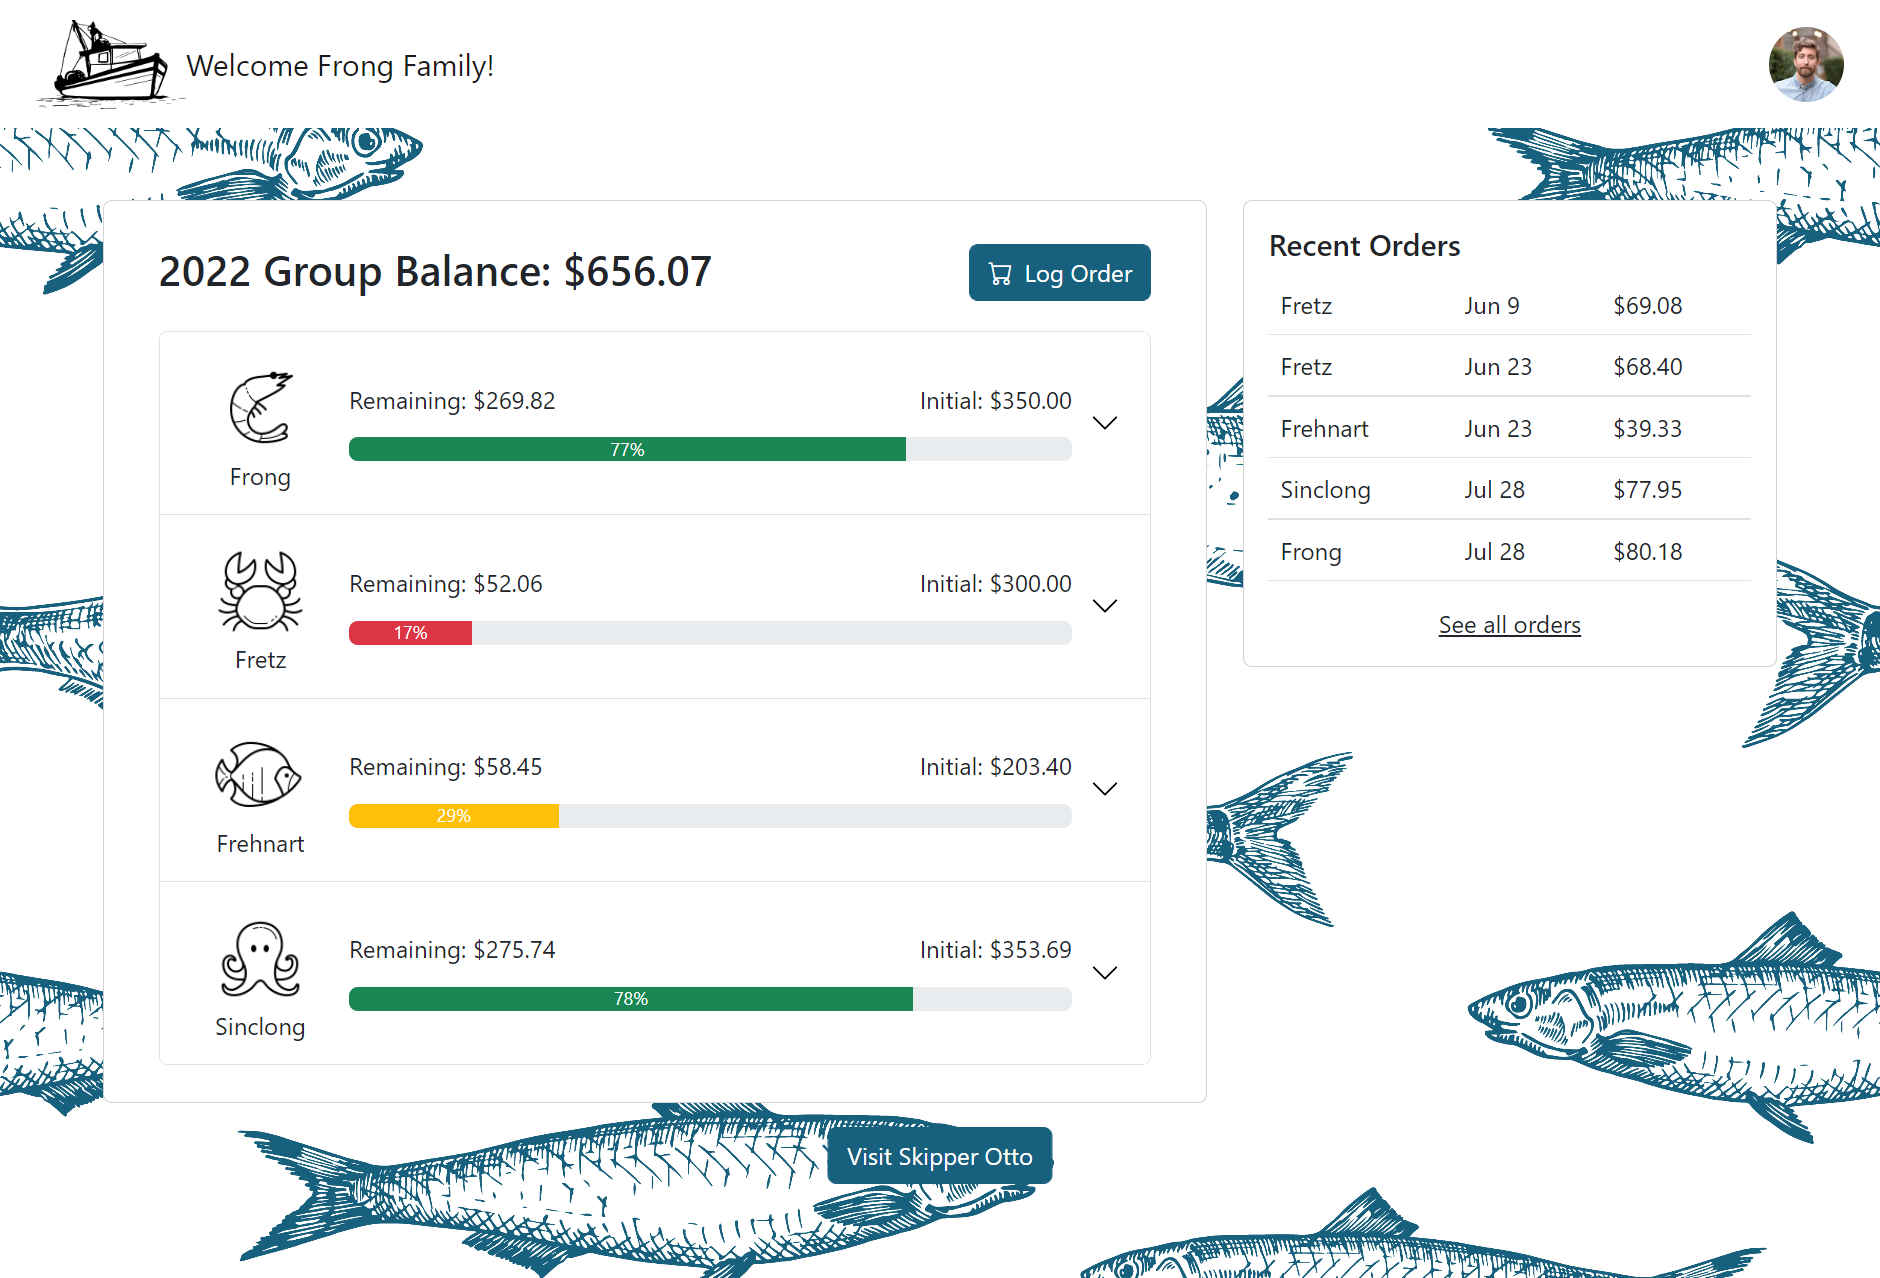 Welcome Frong Family!
2022 Group Balance: $656.07
Log Order
Remaining: $269.82
Initial: $350.00
77%
Frong
Remaining: $52.06
Initial: $300.00
17%
Fretz
Remaining: $58.45
Initial: $203.40
29%
Frehnart
Remaining: $275.74
Initial: $353.69
78%
Sinclong
Recent Orders
Fretz Jun 9 $69.08
Fretz Jun 23 $68.40
Frehnart Jun 23 $39.33
Sinclong Jul 28 $77.95
Frong Jul 28 $80.18
See all orders
Visit Skipper Otto